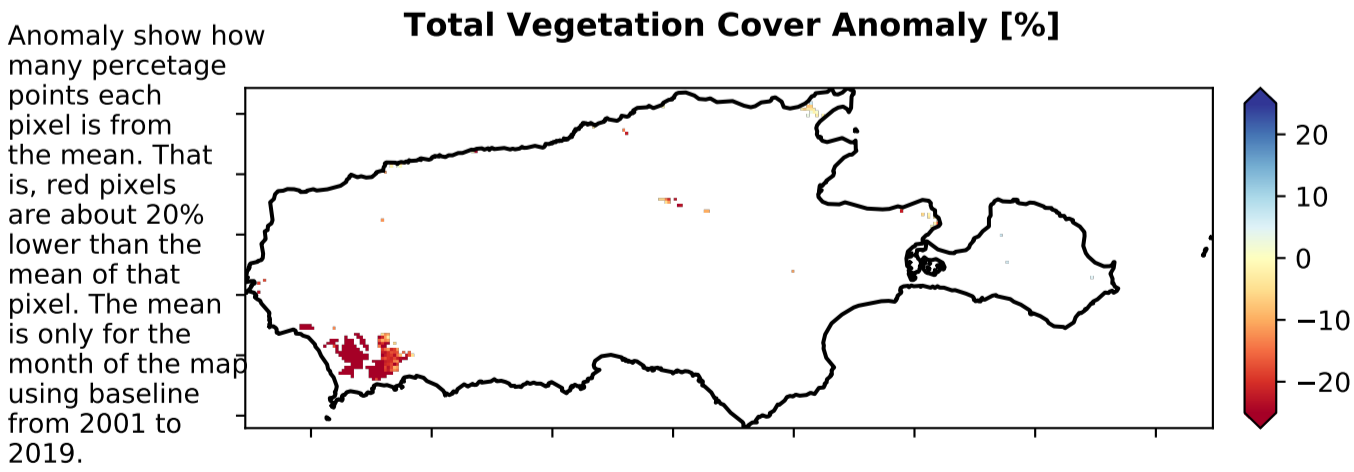 Total Vegetation Cover Anomaly [%]
Anomaly show how
many percetage
points each
pixel is from
the mean. That
is, red pixels
are about 20%
lower than the
mean of that
pixel. The mean
is only for the
month of the map
using baseline
from 2001 to
2019.
20
10
0
−10
−20